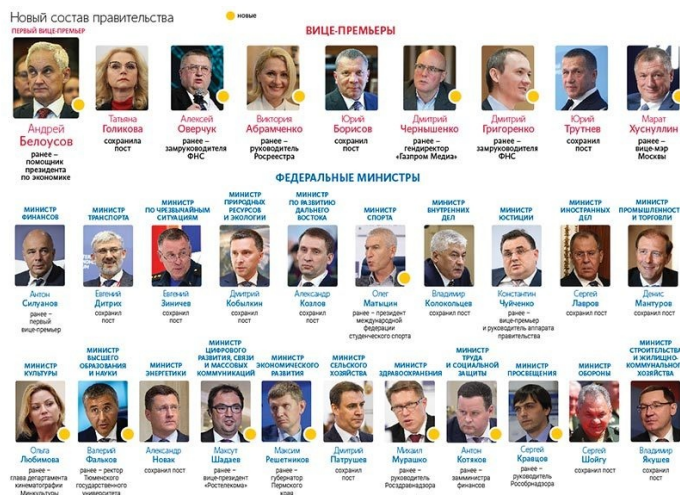 Новый состав правительства
новые
ПЕРВЫЙ ВИЦЕ-ПРЕМЬЕР
ВИЦЕ-ПРЕМЬЕРЫ
Андрей
Белоусов
ранее –
помощник
президента
по экономике
Татьяна
Голикова
сохранила
пост
Алексей
Оверчук
ранее –
замруководителя
ФНС
Виктория
Абрамченко
ранее –
руководитель
Росреестра
Юрий
Борисов
сохранил
пост
Дмитрий
Чернышенко
ранее –
гендиректор
«Газпром Медиа»
Дмитрий
Григоренко
ранее –
замруководителя
ФНС
Юрий
Трутнев
сохранил
пост
Марат
Хуснуллин
ранее –
вице-мэр
Москвы
ФЕДЕРАЛЬНЫЕ МИНИСТРЫ
МИНИСТР
ФИНАНСОВ
Антон
Силуанов
ранее –
первый
вице-премьер
МИНИСТР
ТРАНСПОРТА
Евгений
Дитрих
сохранил
пост
МИНИСТР
ПО ЧРЕЗВЫЧАЙНЫМ
СИТУАЦИЯМ
Евгений
Зиничев
сохранил
пост
МИНИСТР
ПРИРОДНЫХ
РЕСУРСОВ
И ЭКОЛОГИИ
Дмитрий
Кобылкин
сохранил
пост
МИНИСТР
ПО РАЗВИТИЮ
ДАЛЬНЕГО
ВОСТОКА
Александр
Козлов
сохранил
пост
МИНИСТР
СПОРТА
Олег
Матыцин
ранее – президент
международной
федерации
студенческого спорта
МИНИСТР
ВНУТРЕННИХ
ДЕЛ
Владимир
Колокольцев
сохранил
пост
МИНИСТР
ЮСТИЦИИ
Константин
Чуйченко
ранее –
вице-премьер
и руководитель аппарата
правительства
МИНИСТР
ИНОСТРАННЫХ
ДЕЛ
Сергей
Лавров
сохранил
пост
МИНИСТР
ПРОМЫШЛЕННОСТИ
И ТОРГОВЛИ
Денис
Мантуров
сохранил
пост
МИНИСТР
КУЛЬТУРЫ
Ольга
Любимова
ранее –
глава департамента
кинематографии
Минкультуры
МИНИСТР
ВЫСШЕГО
ОБРАЗОВАНИЯ
И НАУКИ
Валерий
Фальков
ранее – ректор
Тюменского
государственного
университета
МИНИСТР
ЭНЕРГЕТИКИ
Александр
Новак
сохранил пост
МИНИСТР
ЦИФРОВОГО
РАЗВИТИЯ, СВЯЗИ
И МАССОВЫХ
КОММУНИКАЦИЙ
Максут
Шадаев
ранее –
вице-президент
«Ростелекома»
МИНИСТР
ЭКОНОМИЧЕСКОГО
РАЗВИТИЯ
Максим
Решетников
ранее –
губернатор
Пермского
края
МИНИСТР
СЕЛЬСКОГО
ХОЗЯЙСТВА
Дмитрий
Патрушев
сохранил
пост
МИНИСТР
ЗДРАВООХРАНЕНИЯ
Михаил
Мурашко
ранее –
руководитель
Росздравнадзора
МИНИСТР
ТРУДА
И СОЦИАЛЬНОЙ
ЗАЩИТЫ
Антон
Котяков
ранее –
замминистра
финансов
МИНИСТР
ПРОСВЕЩЕНИЯ
Сергей
Кравцов
ранее –
руководитель
Рособрнадзора
МИНИСТР
ОБОРОНЫ
Сергей
Шойгу
сохранил пост
МИНИСТР
СТРОИТЕЛЬСТВА
И ЖИЛИЩНО-
КОММУНАЛЬНОГО
ХОЗЯЙСТВА
Владимир
Якушев
сохранил пост